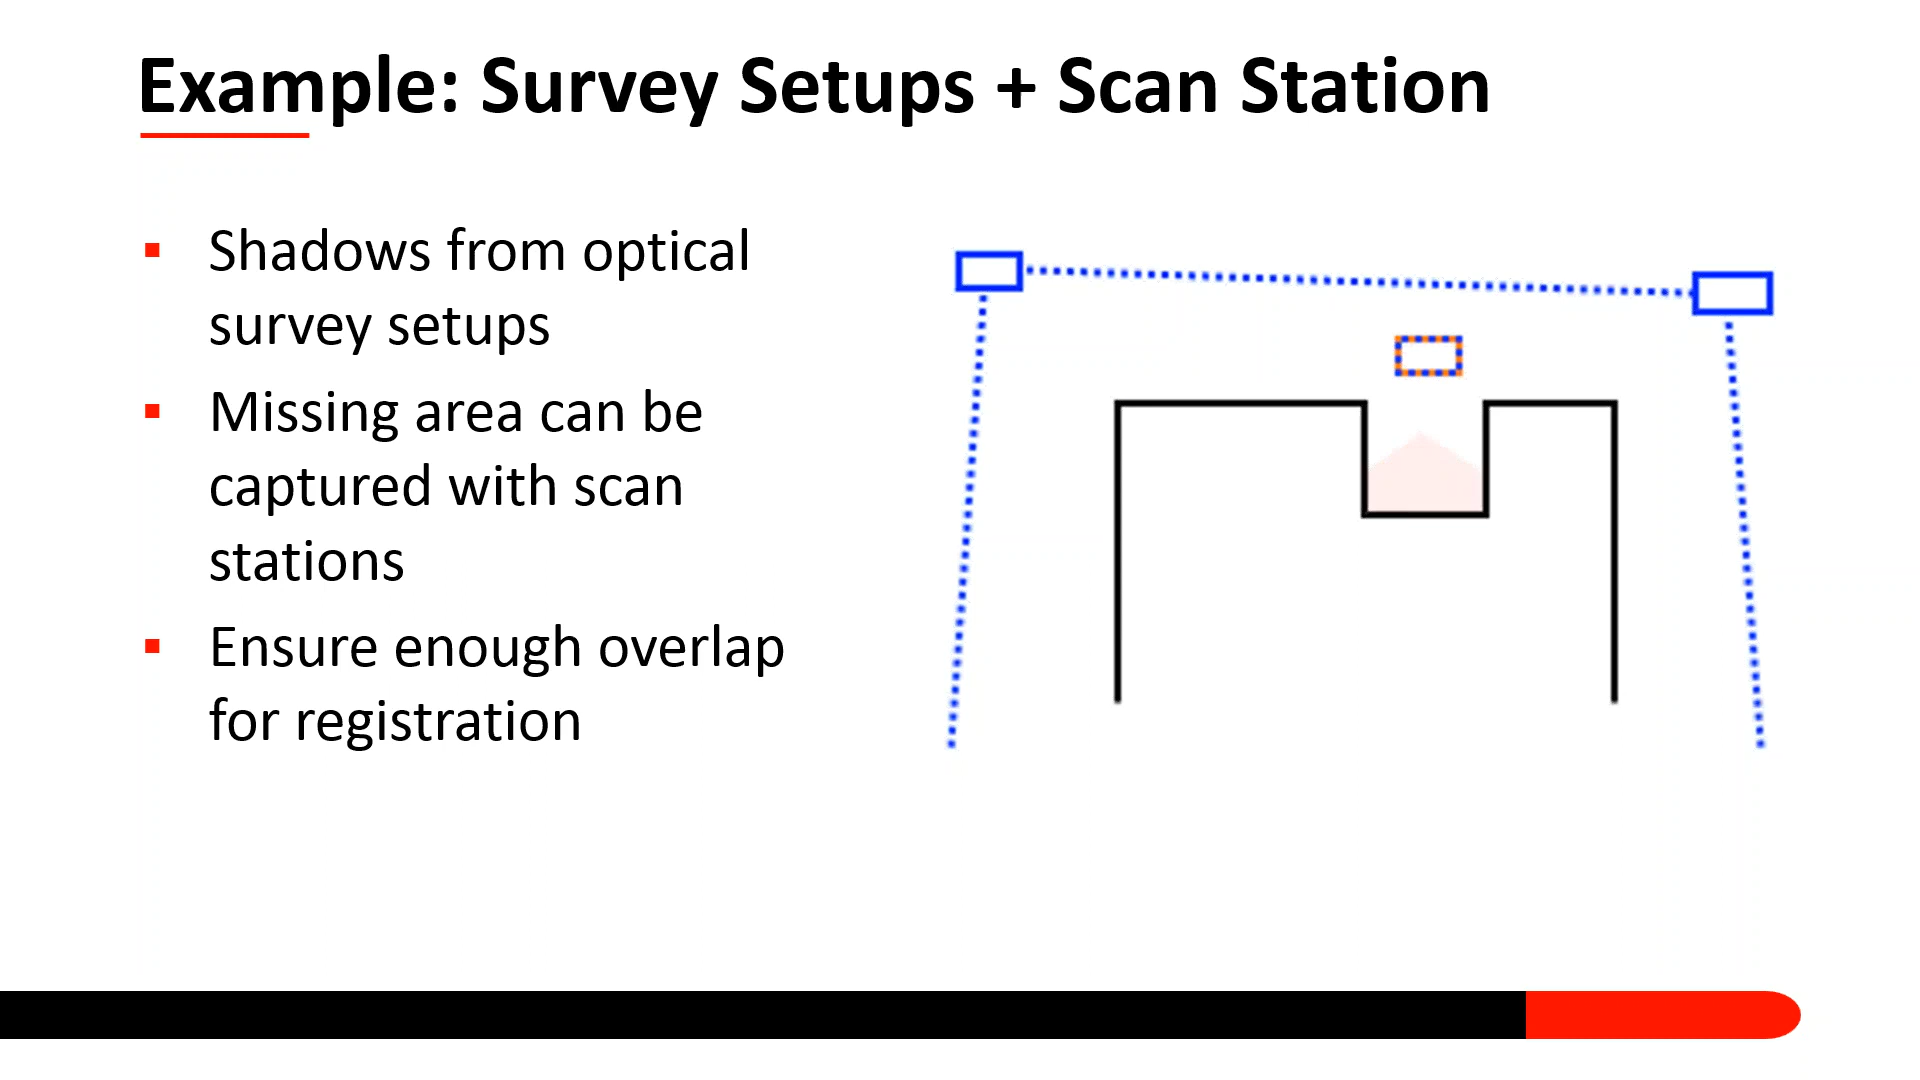 Example: Survey Setups + Scan Station
▪ Shadows from optical
survey setups
▪ Missing area can be
captured with scan
stations
▪ Ensure enough overlap
for registration